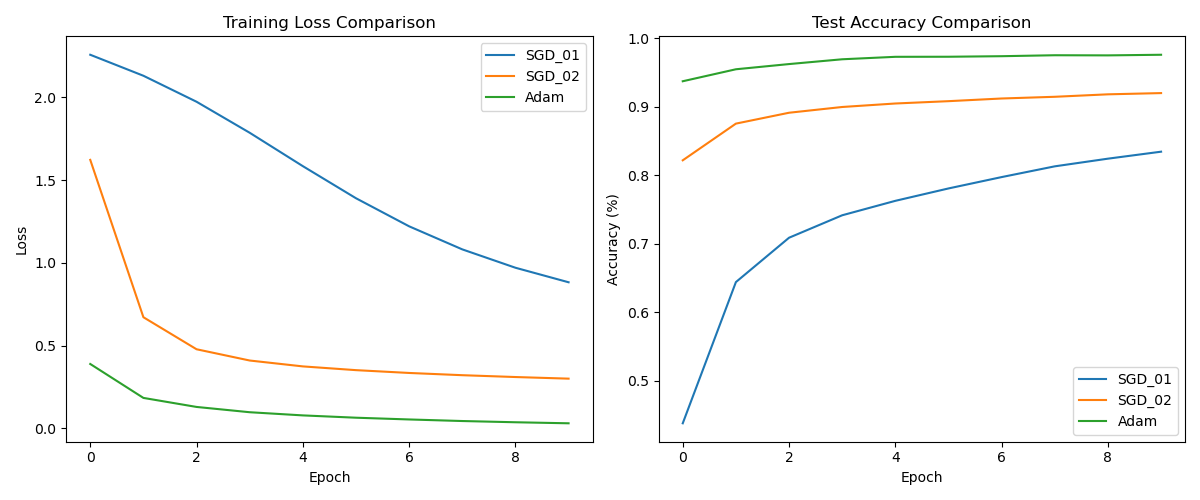 Training Loss Comparison
Loss
2.0
1.5
1.0
0.5
0.0
0 2 4 6 8
Epoch
SGD_01
SGD_02
Adam
Test Accuracy Comparison
Accuracy (%)
1.0
0.9
0.8
0.7
0.6
0.5
0 2 4 6 8
Epoch
SGD_01
SGD_02
Adam